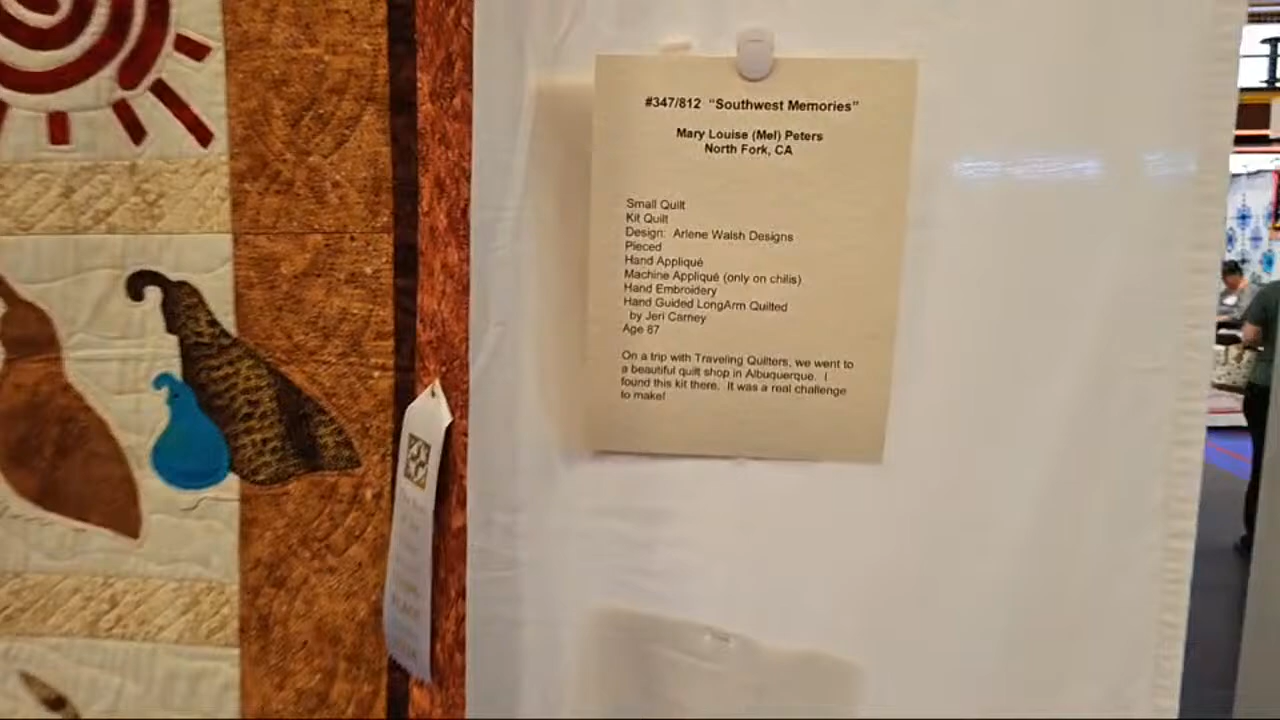 #347/812 "Southwest Memories"
Mary Louise (Mel) Peters
North Fork, CA
Small Quilt
Kit Quilt
Design: Arlene Walsh Designs
Pieced
Hand Appliqué
Machine Appliqué (only on chilis)
Hand Embroidery
Hand Guided LongArm Quilted
by Jeri Carney
Age 87
On a trip with Traveling Quilters, we went to
a beautiful quilt shop in Albuquerque. I
found this kit there. It was a real challenge
to make!